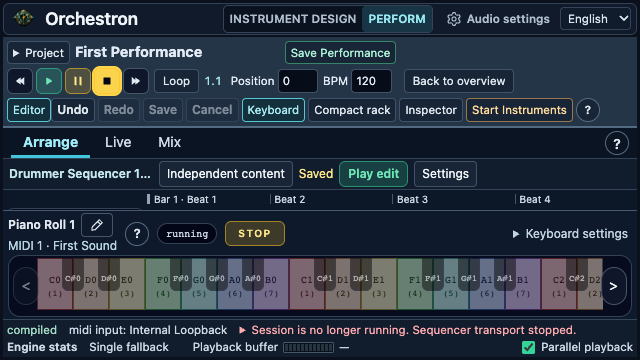 Orchestron INSTRUMENT DESIGN PERFORM Audio settings English
Project First Performance Save Performance
Loop 1.1 Position 0 BPM 120 Back to overview
Editor Undo Redo Save Cancel Keyboard Compact rack Inspector Start Instruments ?
Arrange Live Mix ?
Drummer Sequencer 1... Independent content Saved Play edit Settings
Bar 1 · Beat 1 Beat 2 Beat 3 Beat 4
Piano Roll 1 ? running STOP Keyboard settings
MIDI 1 · First Sound
C#0 D#0 F#0 G#0 A#0 C#1 D#1 F#1 G#1 A#1 C#2
< C0 D0 E0 F0 G0 A0 B0 C1 D1 E1 F1 G1 A1 B1 C2 D2 >
(1) (2) (3) (4) (5) (6) (7) (1) (2) (3) (4) (5) (6) (7) (1) (2)
compiled midi input: Internal Loopback Session is no longer running. Sequencer transport stopped.
Engine stats Single fallback Playback buffer — Parallel playback